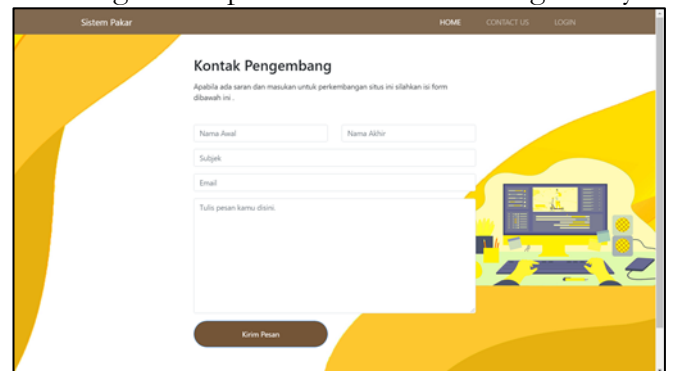 Sistem Pakar HOME CONTACT US LOGIN
Kontak Pengembang
Apabila ada saran dan masukan untuk perkembangan situs ini silahkan isi form
dibawah ini .
Nama Awal Nama Akhir
Subjek
Email
Tulis pesan kamu disini.
Kirim Pesan